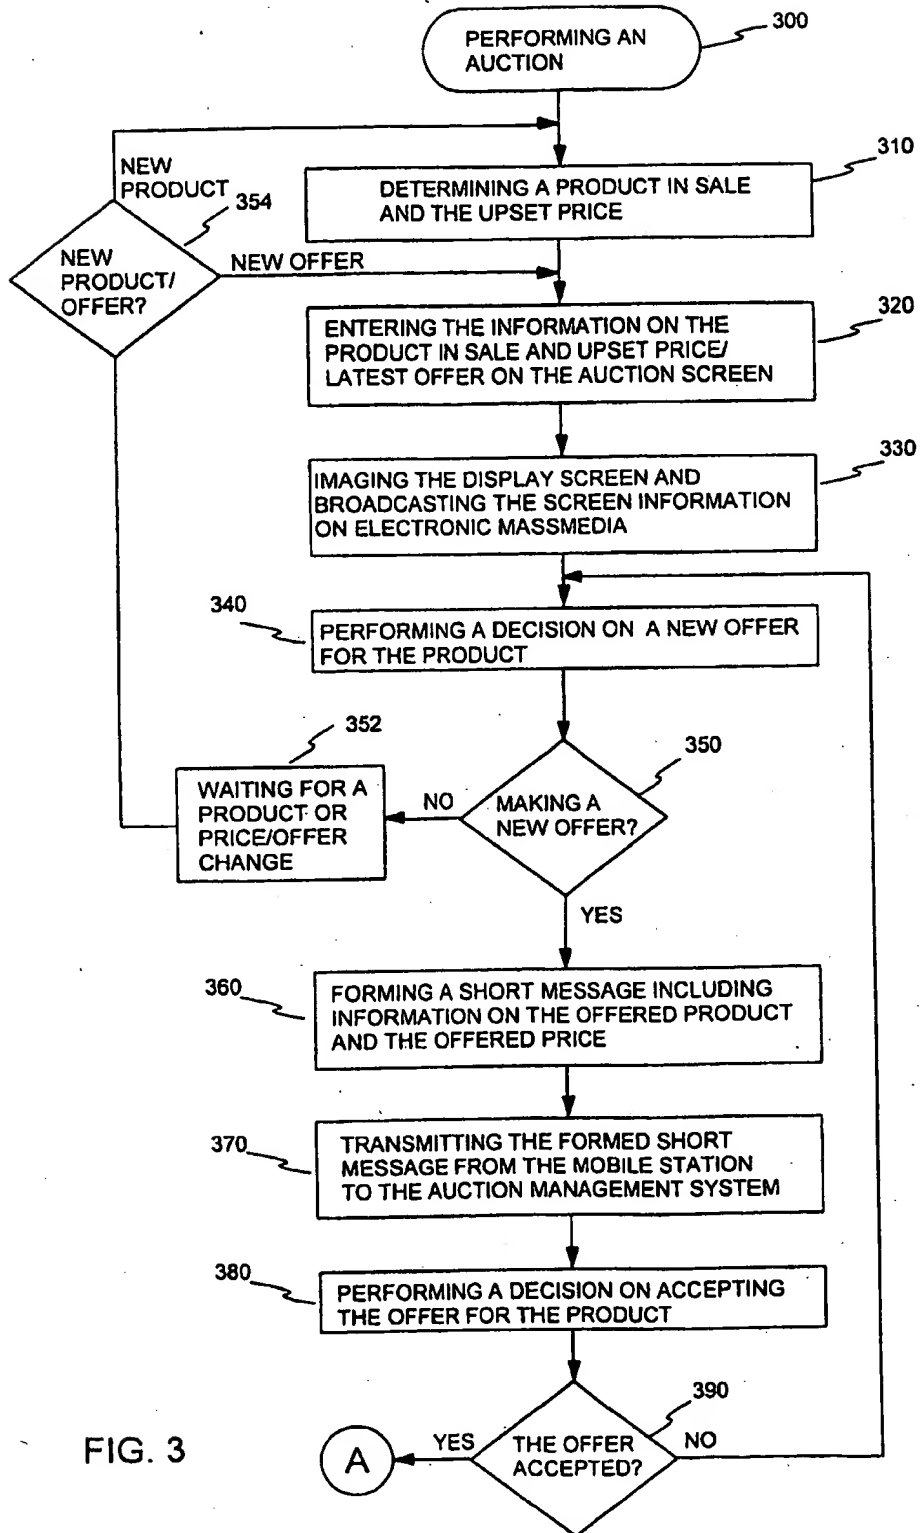 PERFORMING AN
AUCTION
300
NEW
PRODUCT
310
DETERMINING A PRODUCT IN SALE
AND THE UPSET PRICE
354
NEW
PRODUCT/
OFFER?
NEW OFFER
320
ENTERING THE INFORMATION ON THE
PRODUCT IN SALE AND UPSET PRICE/
LATEST OFFER ON THE AUCTION SCREEN
330
IMAGING THE DISPLAY SCREEN AND
BROADCASTING THE SCREEN INFORMATION
ON ELECTRONIC MASSMEDIA
340
PERFORMING A DECISION ON A NEW OFFER
FOR THE PRODUCT
352
350
WAITING FOR A
PRODUCT OR
PRICE/OFFER
CHANGE
NO
MAKING A
NEW OFFER?
YES
360
FORMING A SHORT MESSAGE INCLUDING
INFORMATION ON THE OFFERED PRODUCT
AND THE OFFERED PRICE
370
TRANSMITTING THE FORMED SHORT
MESSAGE FROM THE MOBILE STATION
TO THE AUCTION MANAGEMENT SYSTEM
380
PERFORMING A DECISION ON ACCEPTING
THE OFFER FOR THE PRODUCT
390
FIG. 3
A
YES
THE OFFER
ACCEPTED?
NO